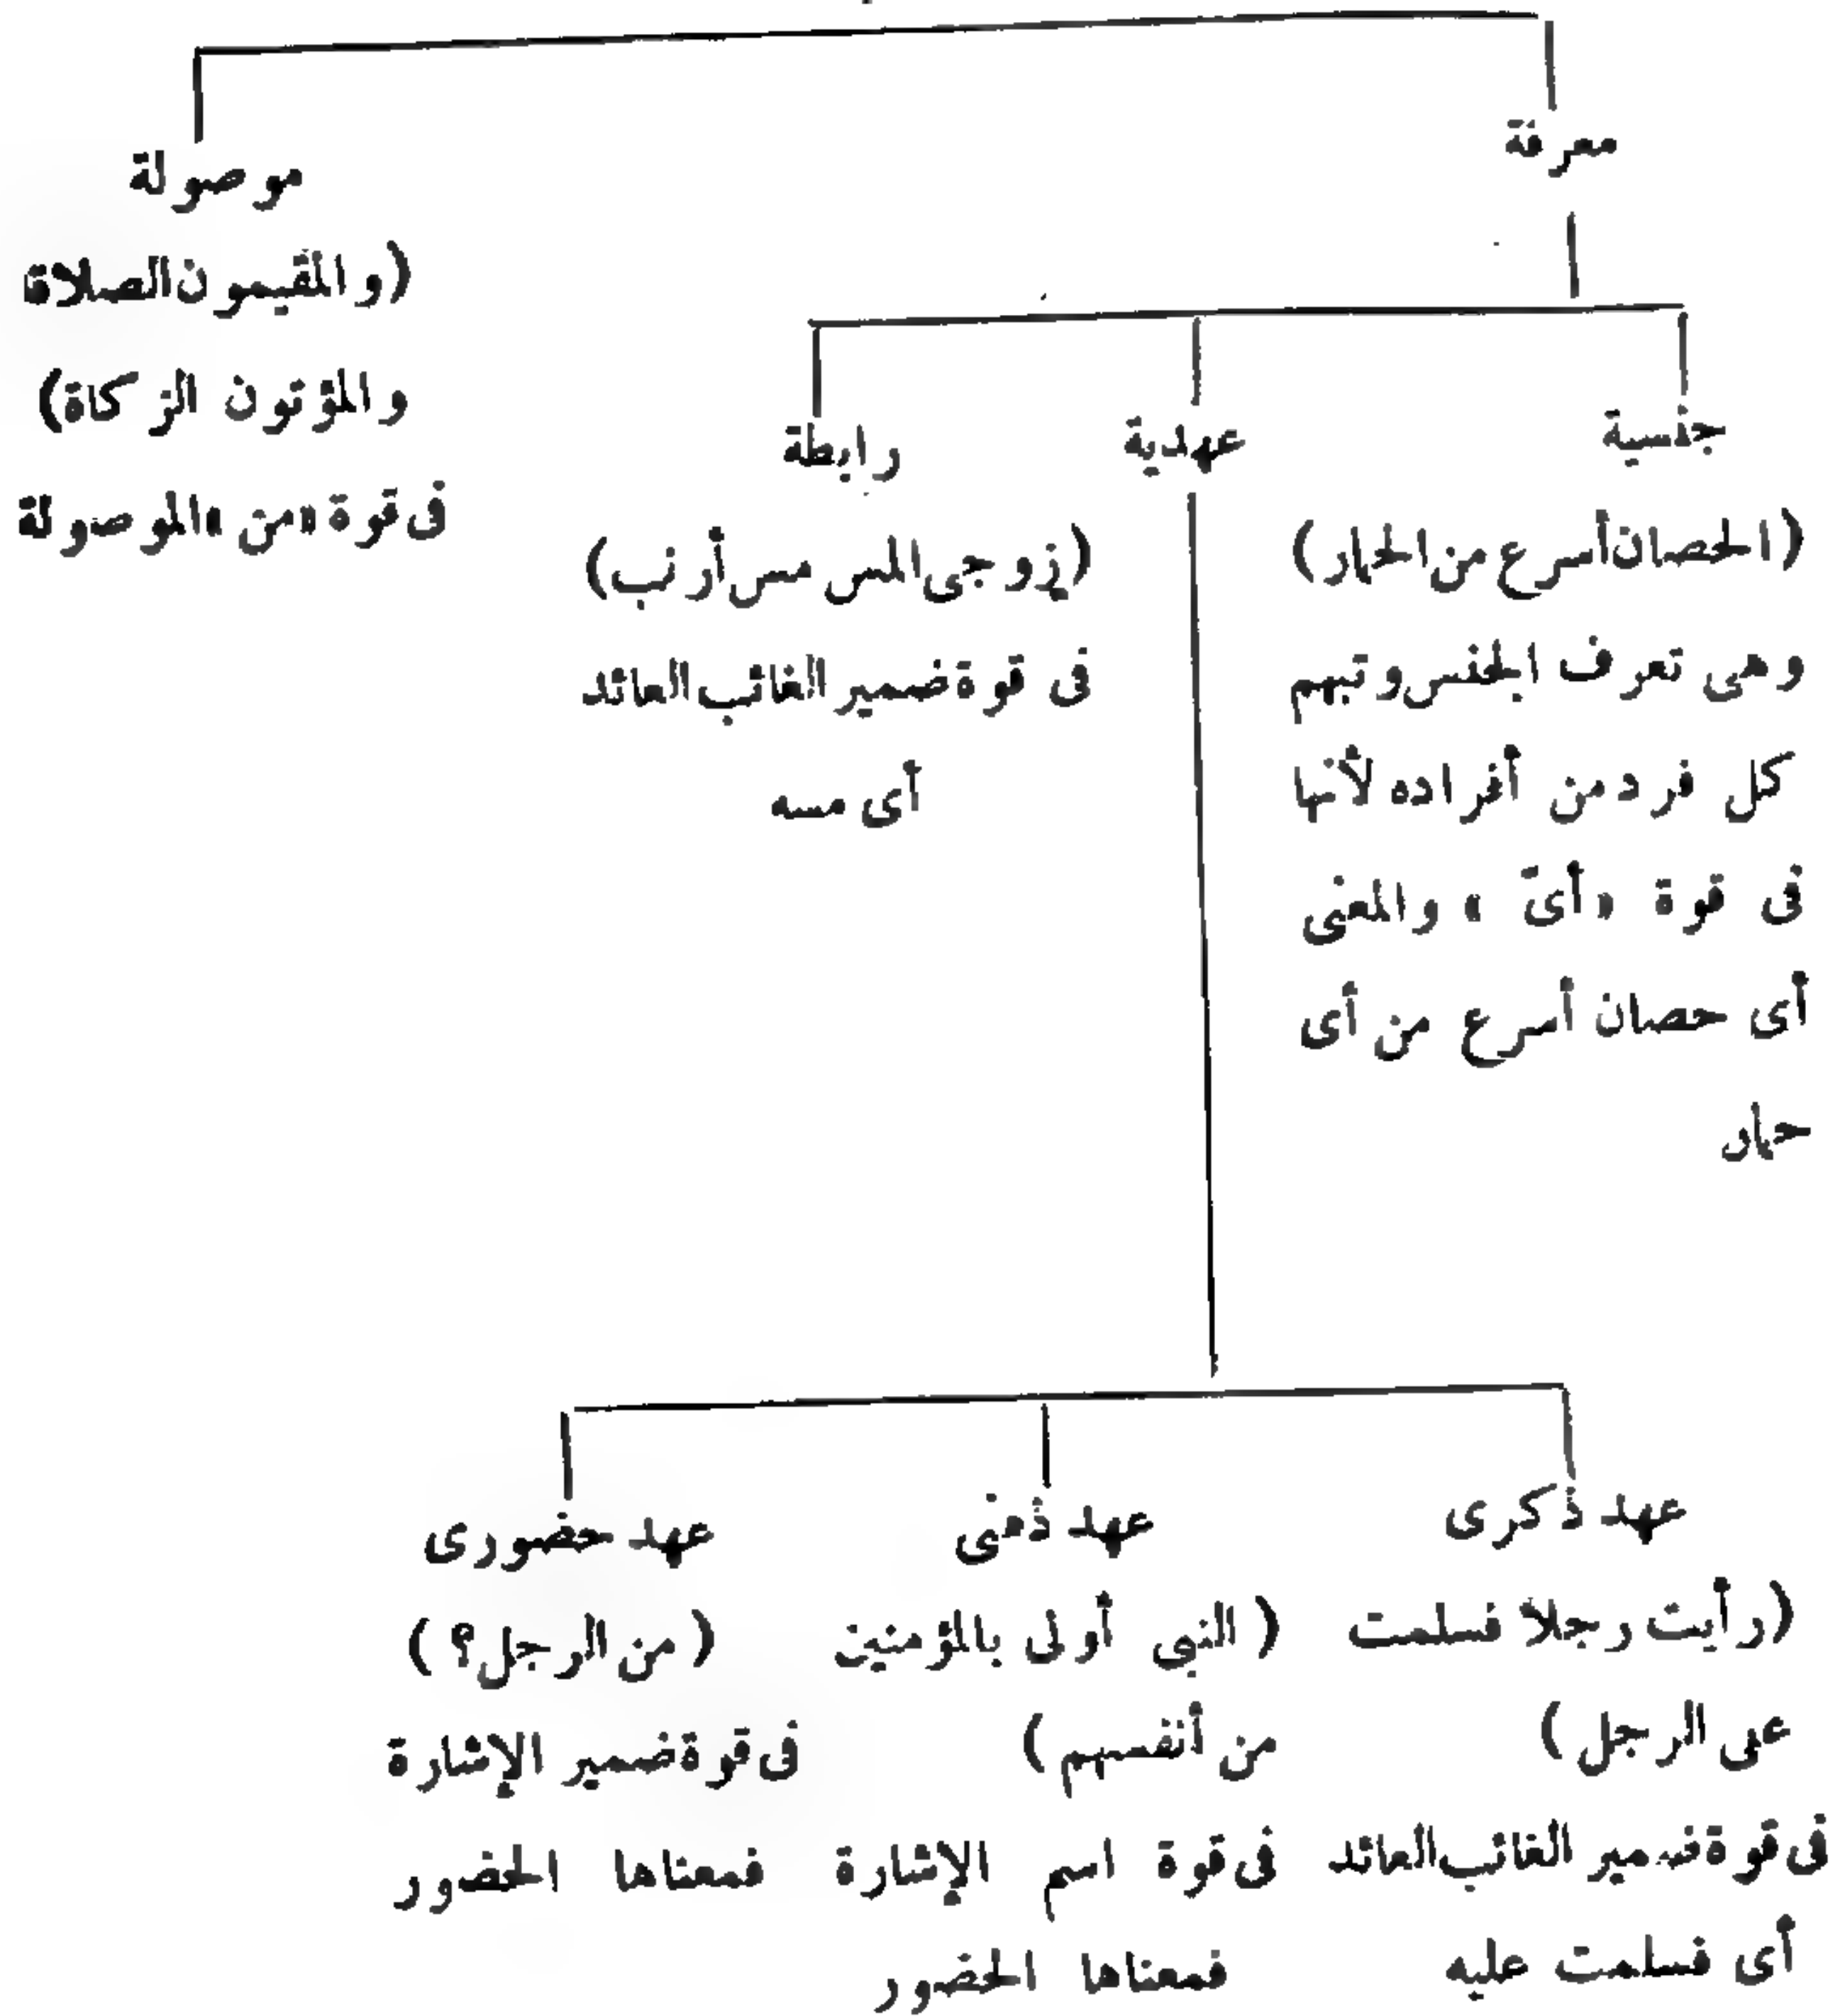 معرفة
موصولة
(والمقيمون الصلاة
والمؤتون الزكاة)
فى قوة «من» الموصولة
جنسية
(الحصان أسرع من الحمار)
وهى تعرف الجنس وتبهم
كل فرد من أفراده لأنها
فى قوة «أىّ» والمعنى
أى حصان أسرع من أى
حمار
عهدية
رابطة
(زوجى المس مس أرنب)
فى قوة ضمير الغائب العائد
أى مسه
عهد ذكرى
(رأيت رجلا فسلمت
على الرجل)
فى قوة ضمير الغائب العائد
أى فسلمت عليه
عهد ذهنى
(النبى أولى بالمؤمنين
من أنفسهم)
فى قوة اسم الإشارة
فمعناها الحضور
عهد حضورى
(من الرجل؟)
فى قوة ضمير الإشارة
فمعناها الحضور